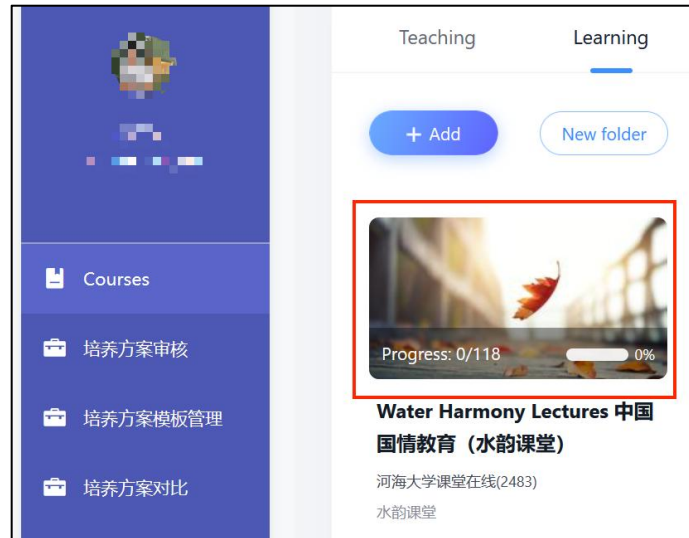 Teaching
Learning
+ Add
New folder
Courses
培养方案审核
培养方案模板管理
培养方案对比
Progress: 0/118
0%
Water Harmony Lectures 中国
国情教育（水韵课堂）
河海大学课堂在线(2483)
水韵课堂